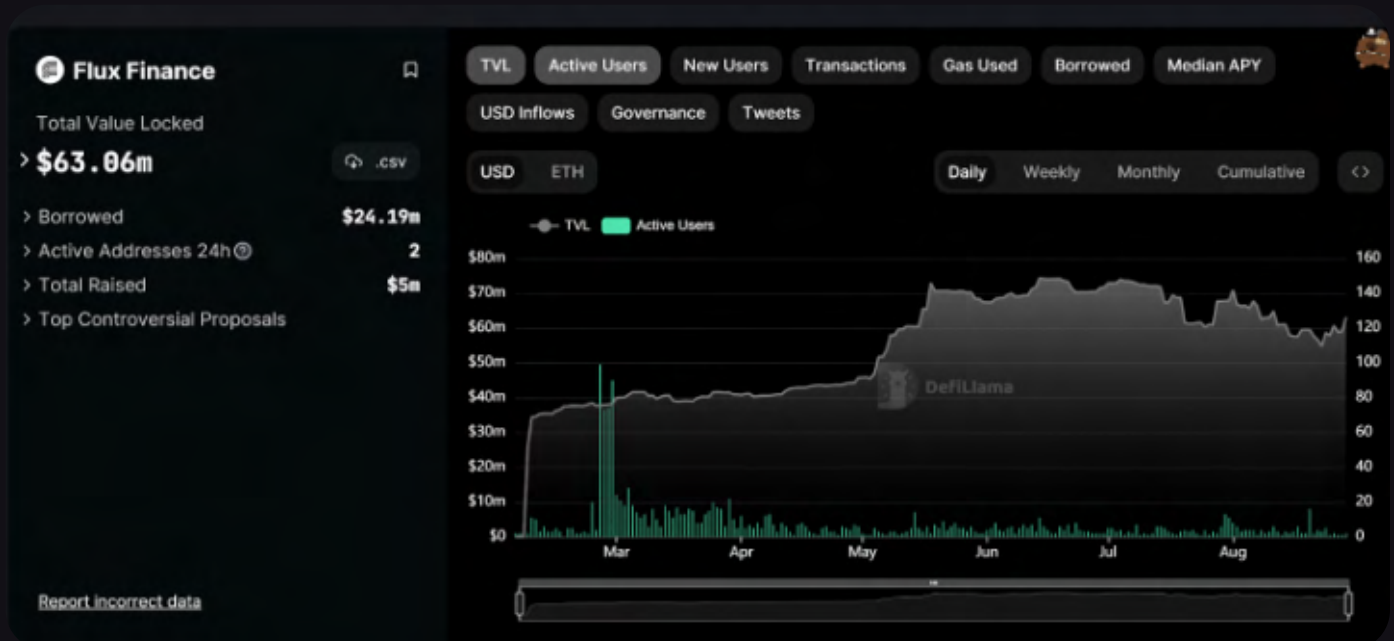 Flux Finance
Total Value Locked
$63.06m
.csv
Borrowed $24.19m
Active Addresses 24h 2
Total Raised $5m
Top Controversial Proposals
Report incorrect data
TVL Active Users New Users Transactions Gas Used Borrowed Median APY
USD Inflows Governance Tweets
USD ETH Daily Weekly Monthly Cumulative
TVL Active Users
$80m 160
$70m 140
$60m 120
$50m 100
$40m 80
DefiLlama
$30m 60
$20m 40
$10m 20
$0 0
Mar Apr May Jun Jul Aug